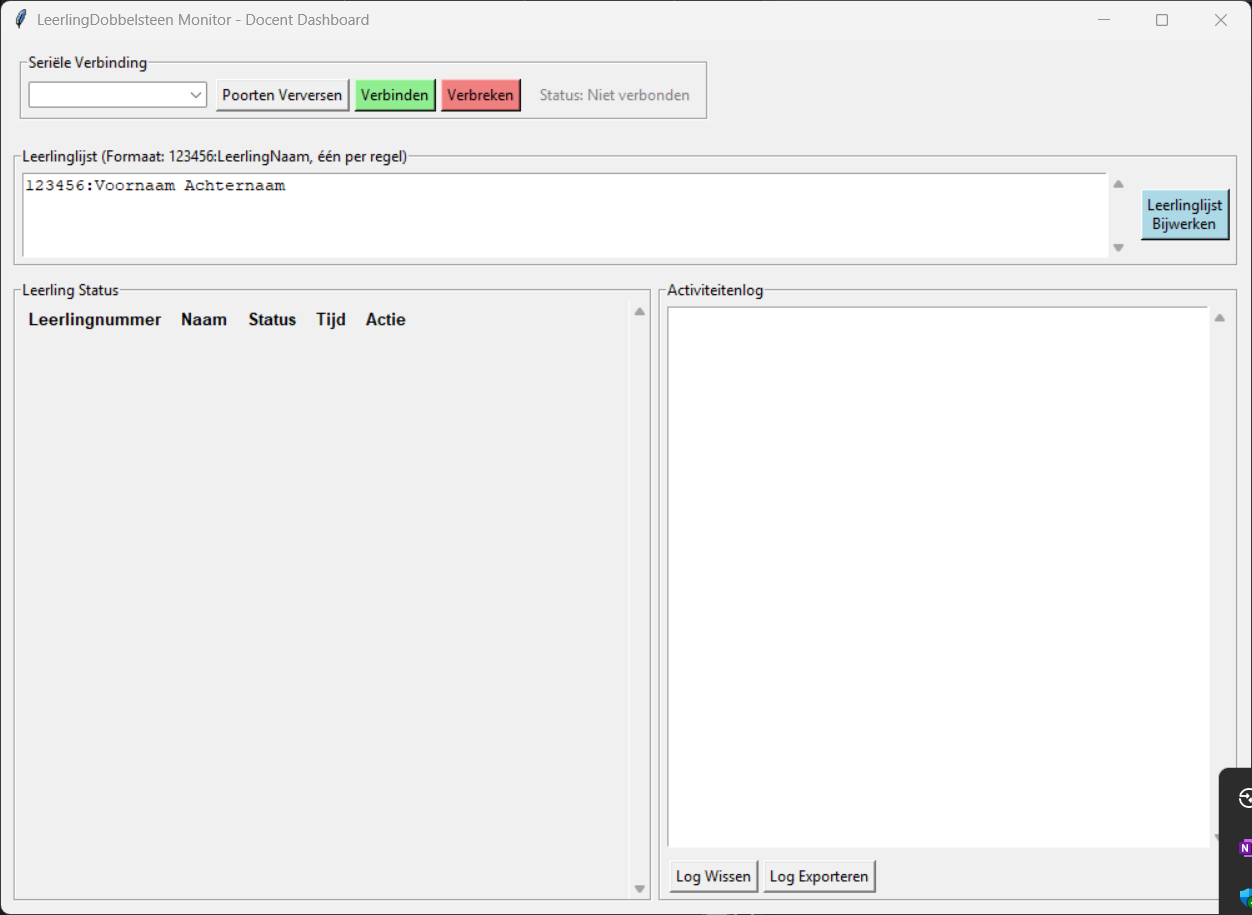 LeerlingDobbelsteen Monitor - Docent Dashboard
Seriële Verbinding
Poorten Verversen Verbinden Verbreken Status: Niet verbonden
Leerlinglijst (Formaat: 123456:LeerlingNaam, één per regel)
123456:Voornaam Achternaam
Leerlinglijst
Bijwerken
Leerling Status
Leerlingnummer Naam Status Tijd Actie
Activiteitenlog
Log Wissen Log Exporteren
N